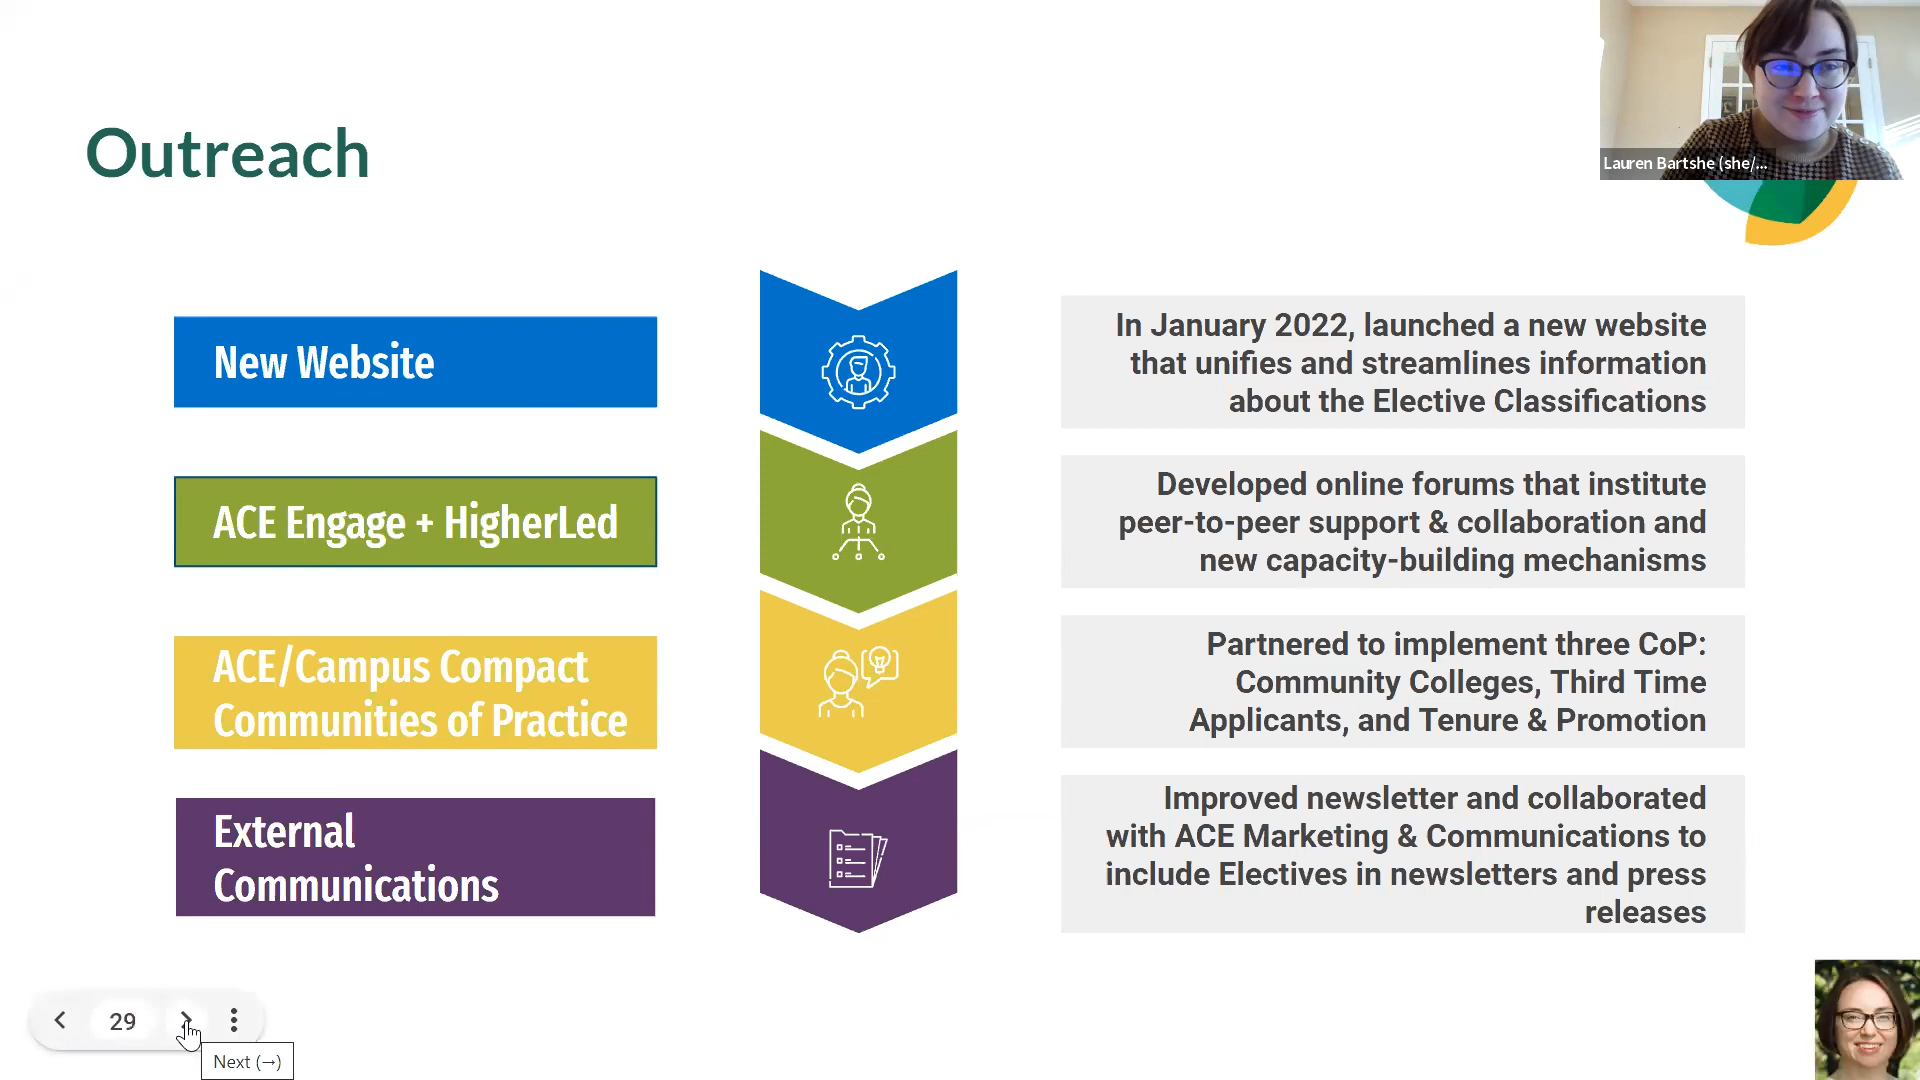 Lauren Bartshe (she/...
Outreach
New Website
In January 2022, launched a new website
that unifies and streamlines information
about the Elective Classifications
ACE Engage + HigherLed
Developed online forums that institute
peer-to-peer support & collaboration and
new capacity-building mechanisms
ACE/Campus Compact
Communities of Practice
Partnered to implement three CoP:
Community Colleges, Third Time
Applicants, and Tenure & Promotion
External
Communications
Improved newsletter and collaborated
with ACE Marketing & Communications to
include Electives in newsletters and press
releases
29
Next (→)